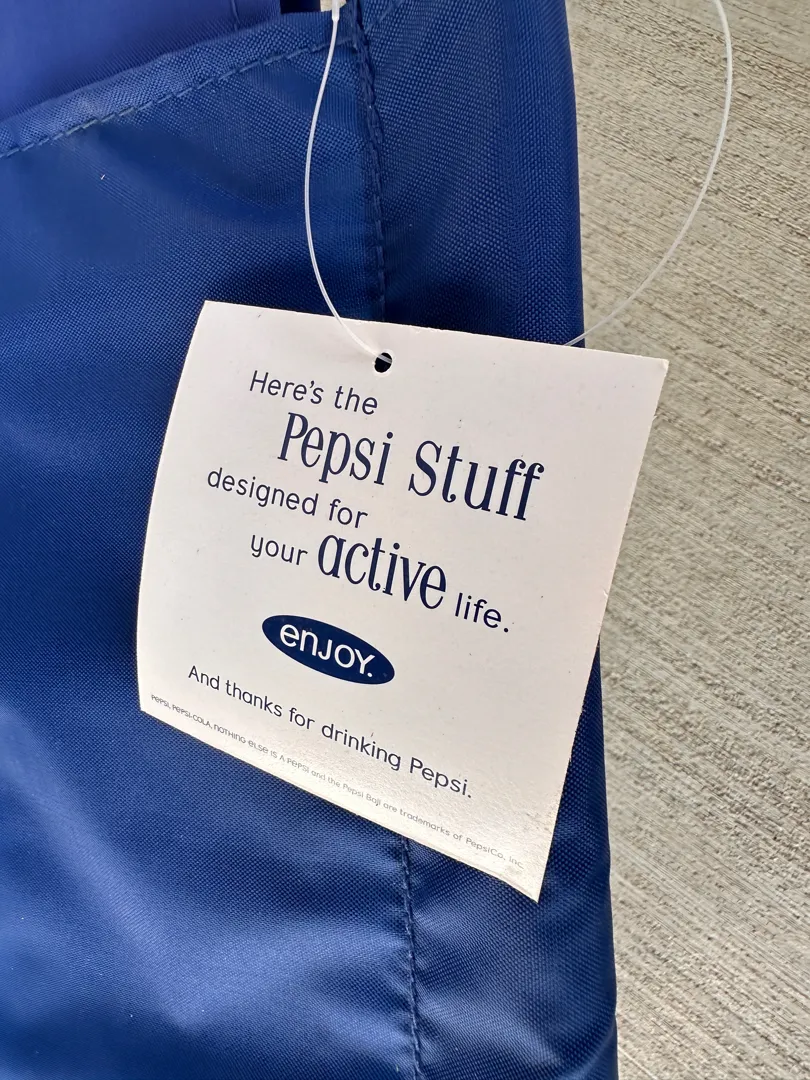 Here's the
Pepsi Stuff
designed for
your active life.
enjoy.
And thanks for drinking Pepsi.
PEPSI, PEPSI-COLA, NOTHING ELSE IS A PEPSI and the Pepsi Ball are trademarks of PepsiCo, Inc.